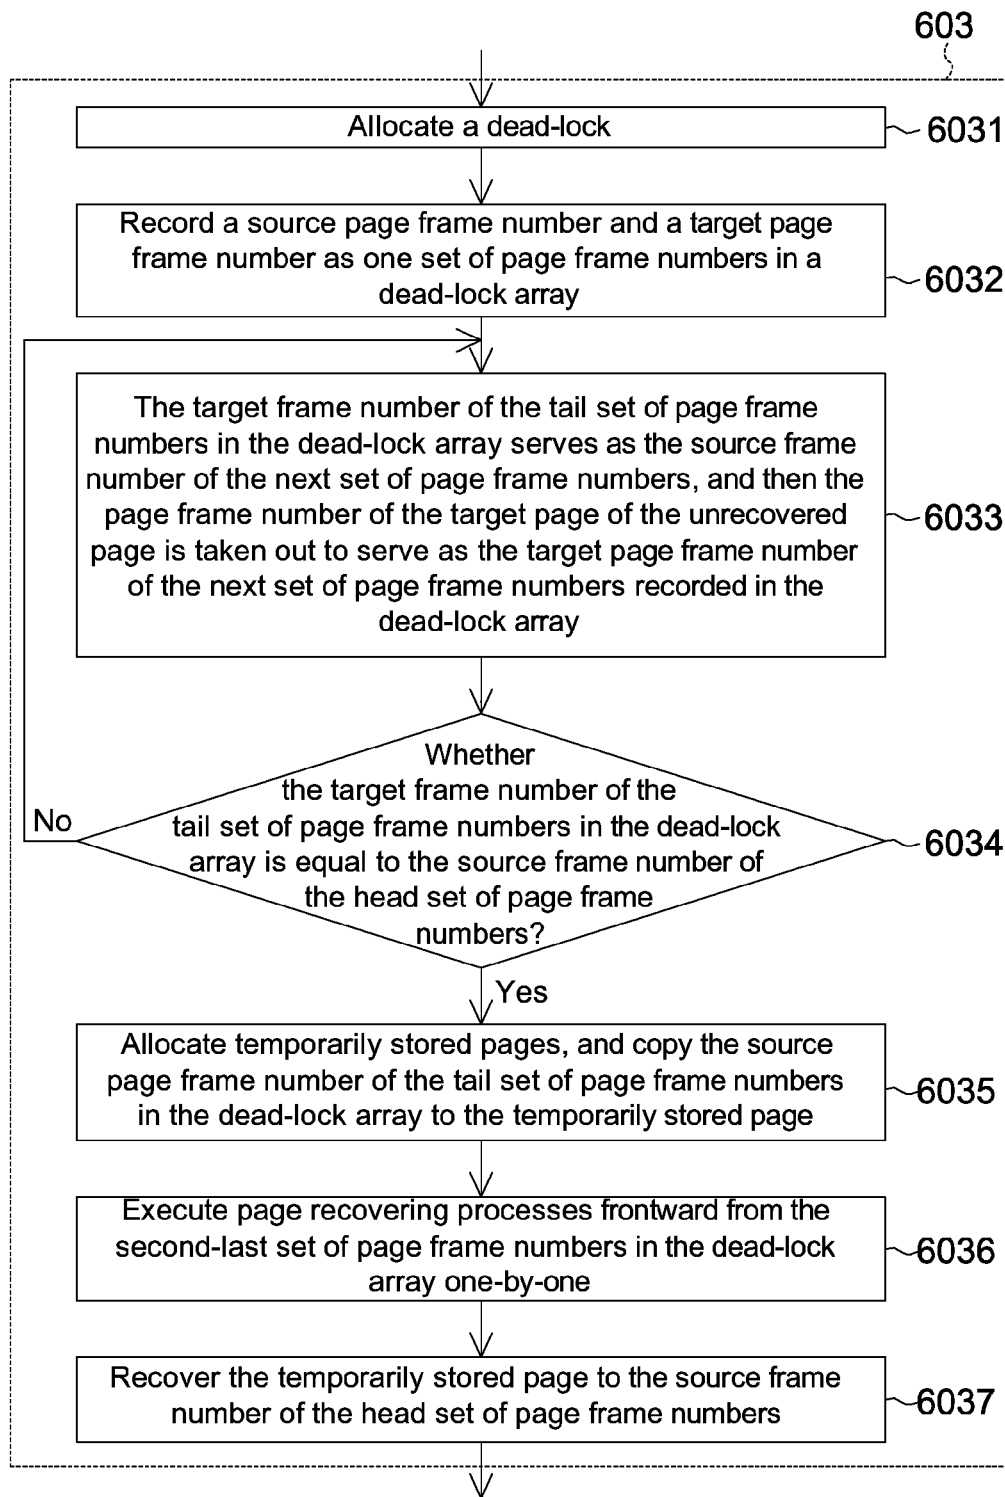 603
Allocate a dead-lock
6031
Record a source page frame number and a target page
frame number as one set of page frame numbers in a
dead-lock array
6032
The target frame number of the tail set of page frame
numbers in the dead-lock array serves as the source frame
number of the next set of page frame numbers, and then the
page frame number of the target page of the unrecovered
page is taken out to serve as the target page frame number
of the next set of page frame numbers recorded in the
dead-lock array
6033
Whether
the target frame number of the
tail set of page frame numbers in the dead-lock
array is equal to the source frame number of
the head set of page frame
numbers?
6034
No
Yes
Allocate temporarily stored pages, and copy the source
page frame number of the tail set of page frame numbers
in the dead-lock array to the temporarily stored page
6035
Execute page recovering processes frontward from the
second-last set of page frame numbers in the dead-lock
array one-by-one
6036
Recover the temporarily stored page to the source frame
number of the head set of page frame numbers
6037